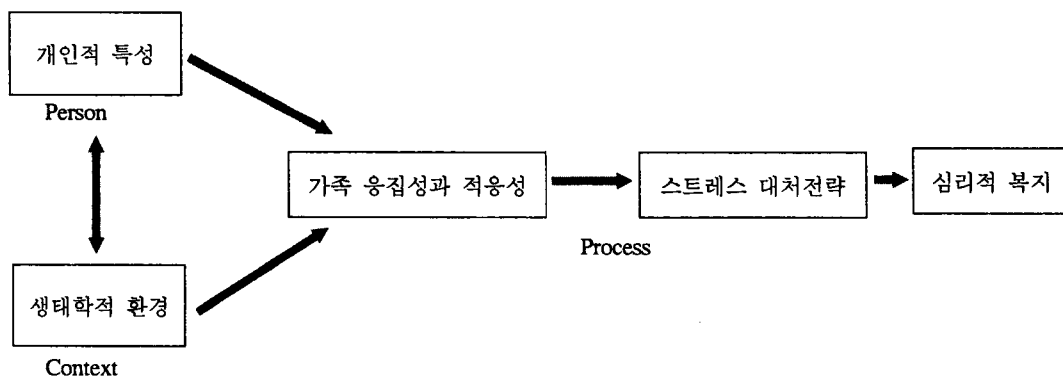 개인적 특성
Person
가족 응집성과 적응성
스트레스 대처전략
심리적 복지
Process
생태학적 환경
Context